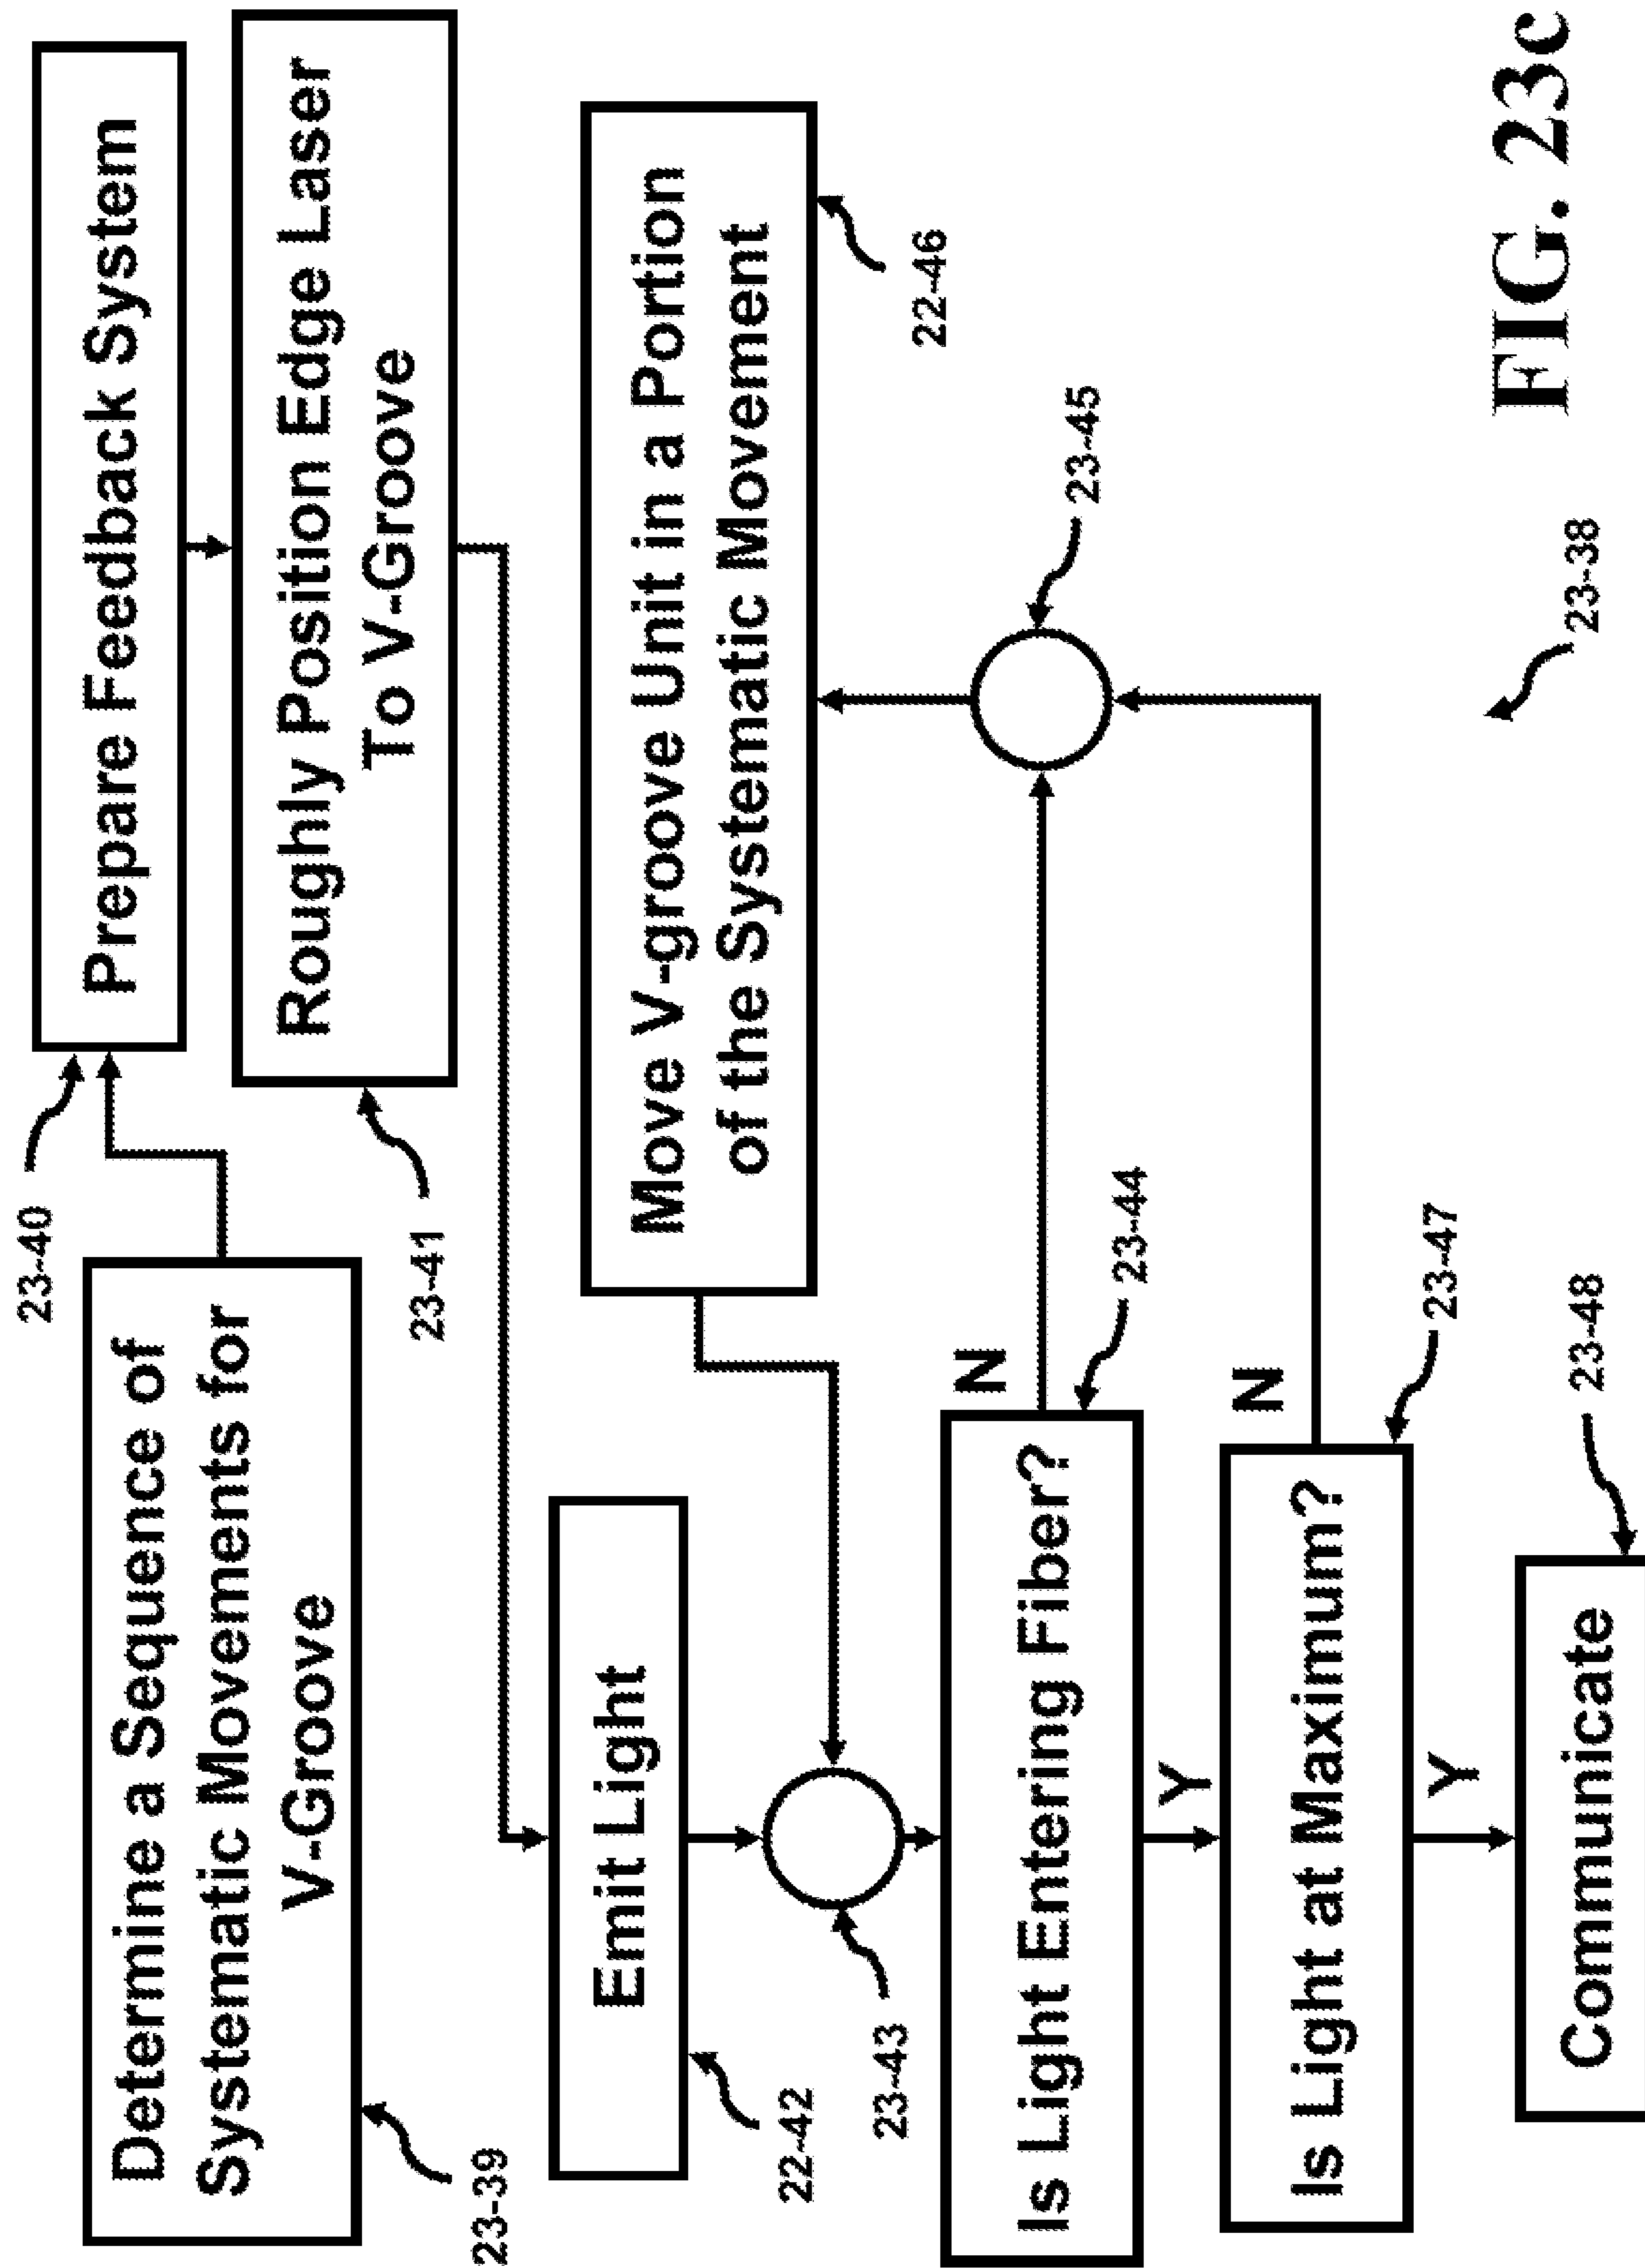 Determine a Sequence of
Systematic Movements for
V-Groove
23-39
23-40
Prepare Feedback System
Roughly Position Edge Laser
To V-Groove
23-41
Emit Light
22-42
23-43
Move V-groove Unit in a Portion
of the Systematic Movement
22-46
Is Light Entering Fiber?
N
23-44
23-45
Y
Is Light at Maximum?
N
23-47
Y
Communicate
23-48
23-38
FIG. 23c